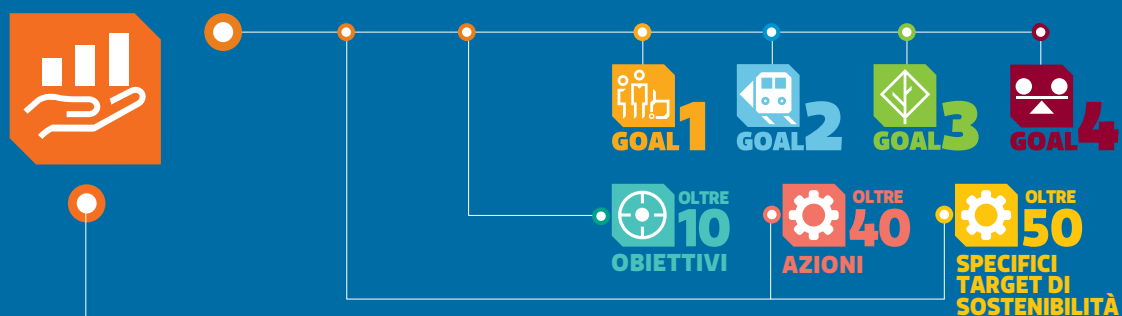 GOAL 1
GOAL 2
GOAL 3
GOAL 4
OLTRE
10
OBIETTIVI
OLTRE
40
AZIONI
OLTRE
50
SPECIFICI
TARGET DI
SOSTENIBILITÀ